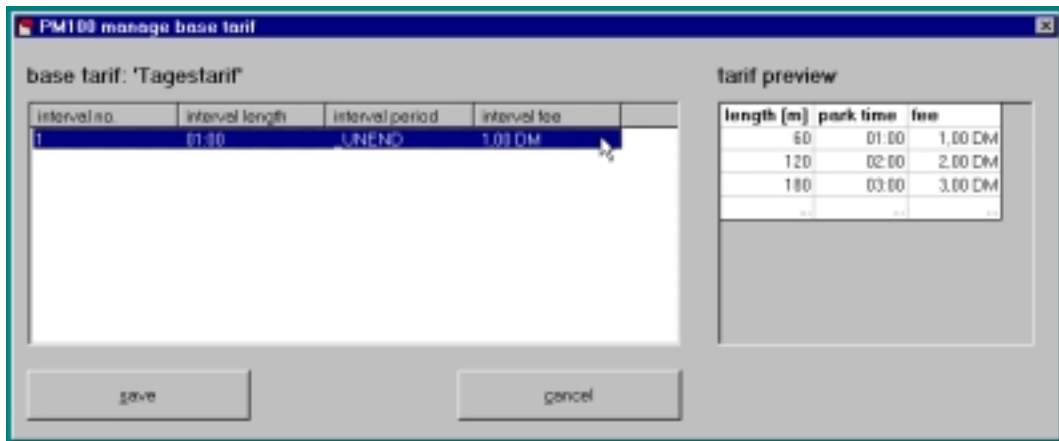 PM100 manage base tarif
base tarif: 'Tagestarif'
interval no. interval length interval period interval fee
1 01:00 _UNEND 1,00 DM
save cancel
tarif preview
length [m] park time fee
60 01:00 1,00 DM
120 02:00 2,00 DM
180 03:00 3,00 DM
.. .. ..